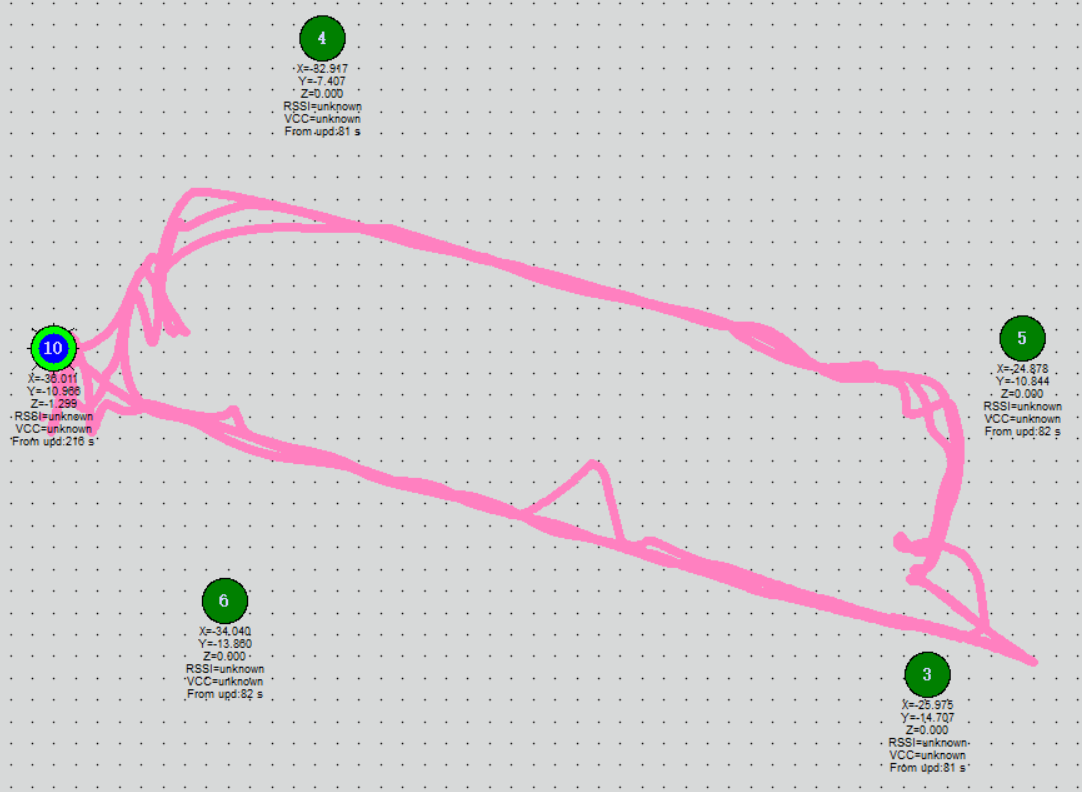 4
X=-32.917
Y=-7.407
Z=0.000
RSSI=unknown
VCC=unknown
From upd:81 s
5
X=-24.878
Y=-10.844
Z=0.000
RSSI=unknown
VCC=unknown
From upd:82 s
10
X=-36.011
Y=-10.966
Z=-1.299
RSSI=unknown
VCC=unknown
From upd:216 s
6
X=-34.040
Y=-13.860
Z=0.000
RSSI=unknown
VCC=unknown
From upd:82 s
3
X=-25.975
Y=-14.707
Z=0.000
RSSI=unknown
VCC=unknown
From upd:81 s